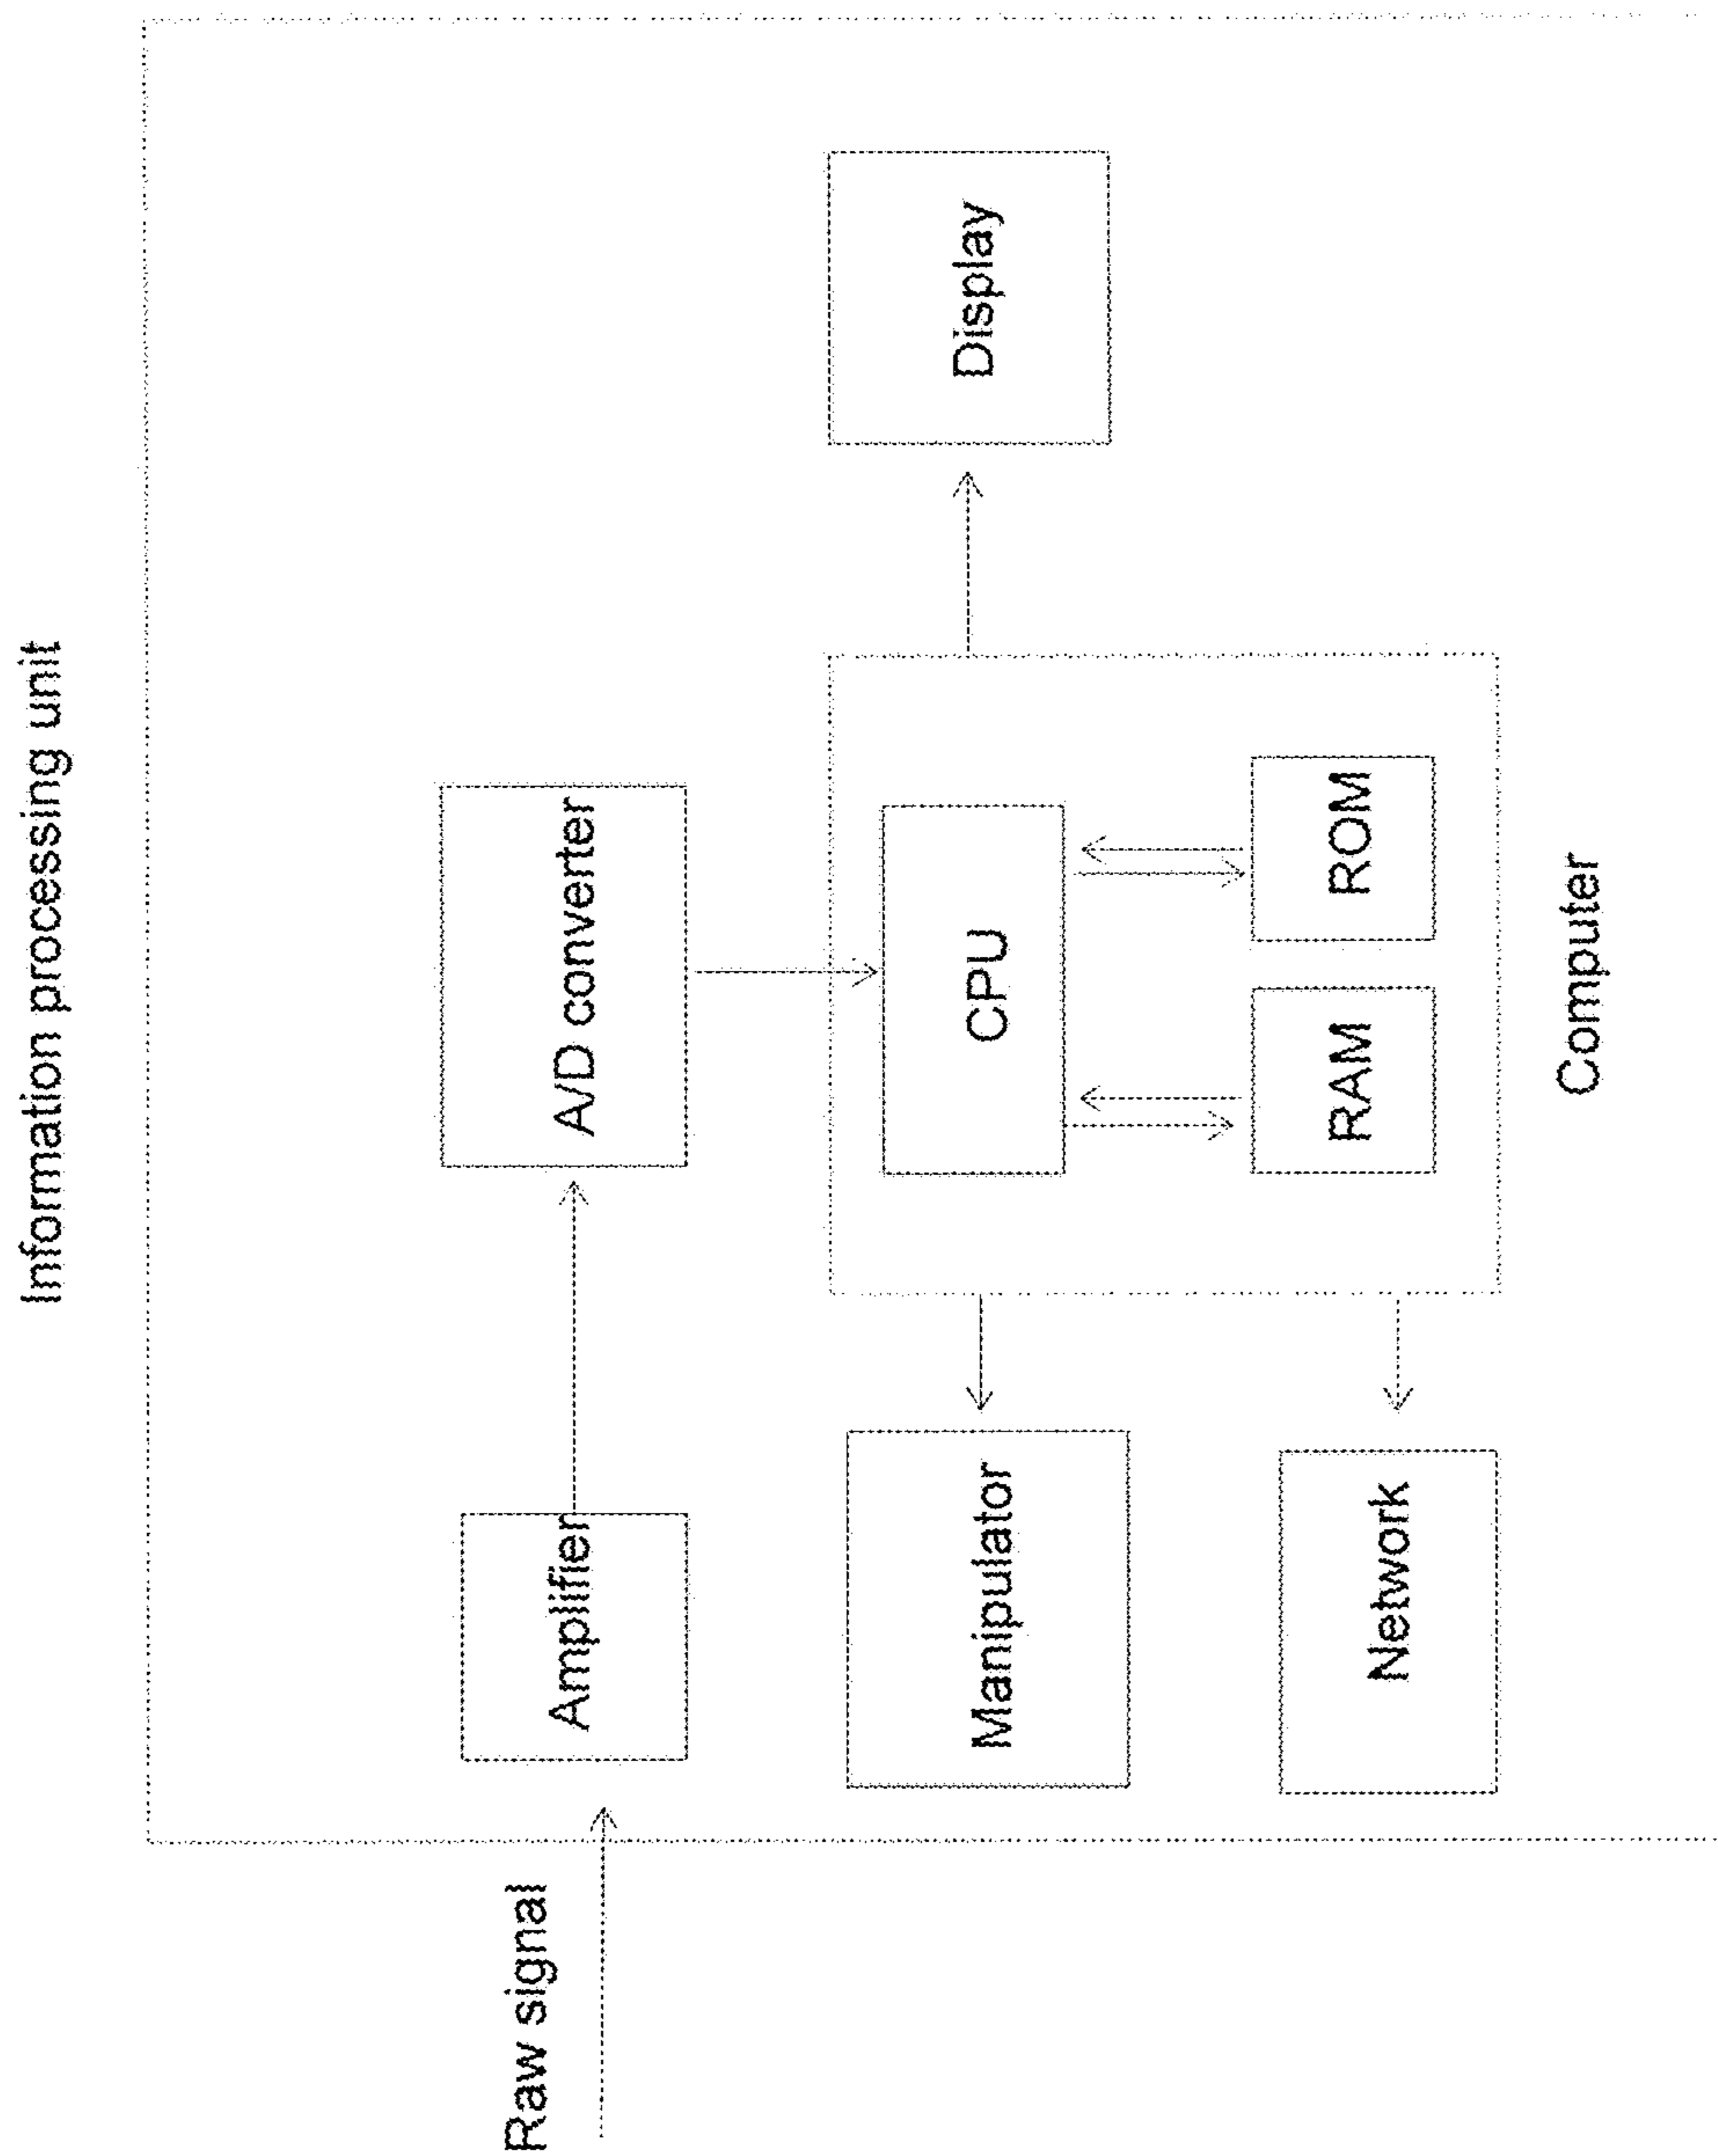 Information processing unit
Raw signal
Amplifier
A/D converter
Manipulator
CPU
Display
RAM
ROM
Network
Computer